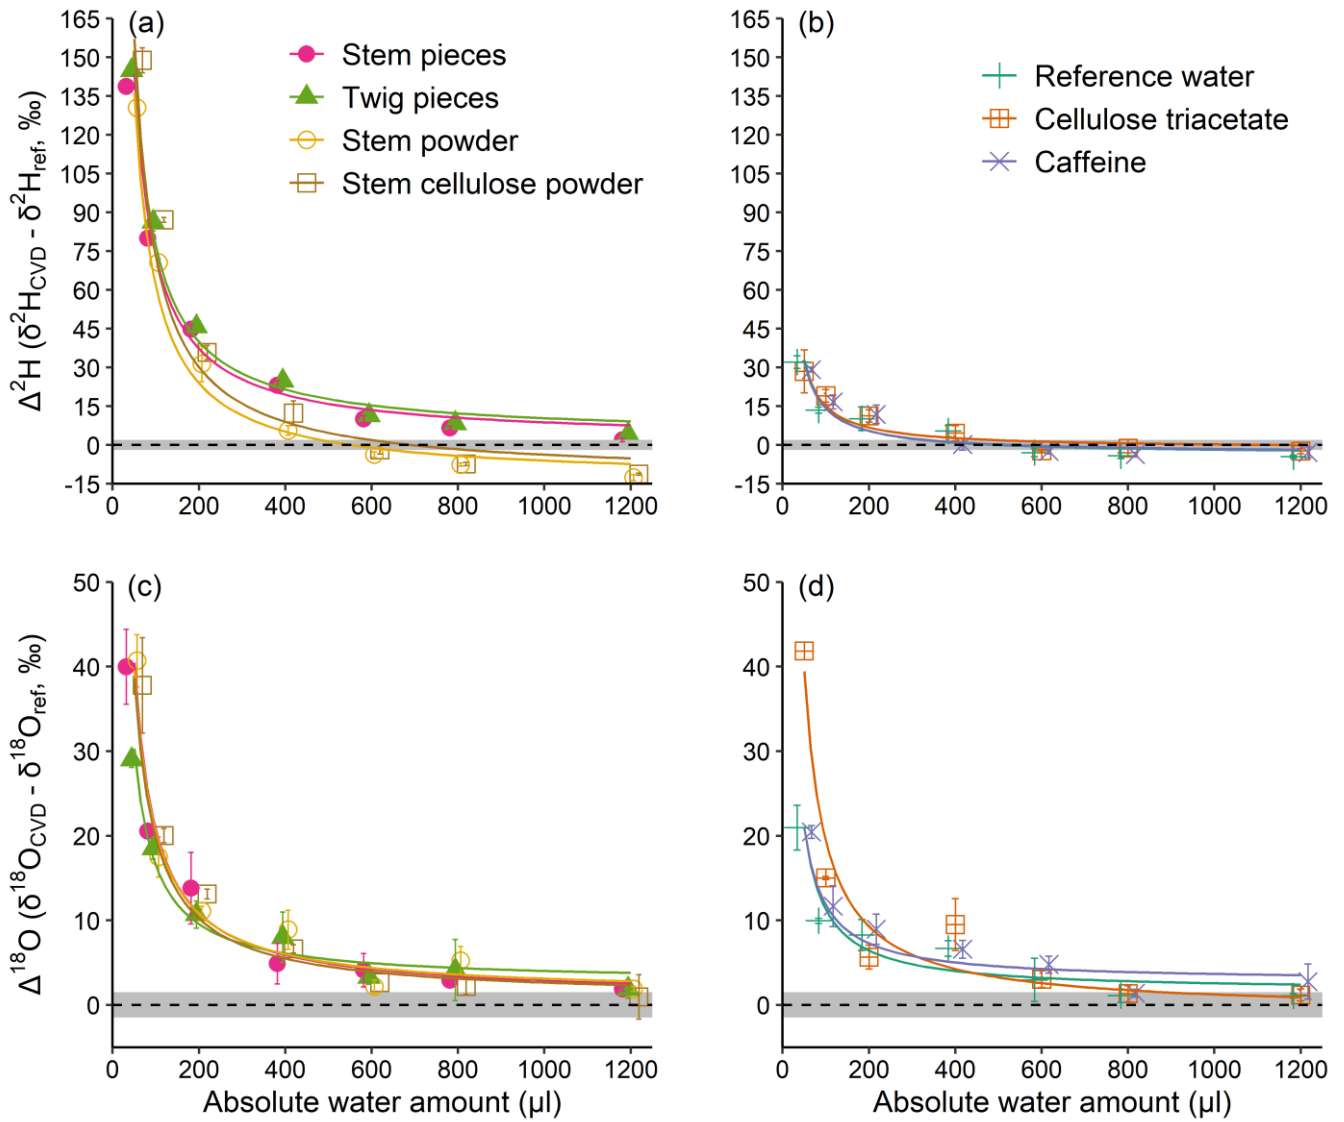 (a)
Stem pieces
Twig pieces
Stem powder
Stem cellulose powder
Δ²H (δ²H_CVD - δ²H_ref, ‰)
165
150
135
120
105
90
75
60
45
30
15
0
-15
0 200 400 600 800 1000 1200
(b)
Reference water
Cellulose triacetate
Caffeine
165
150
135
120
105
90
75
60
45
30
15
0
-15
0 200 400 600 800 1000 1200
(c)
Δ¹⁸O (δ¹⁸O_CVD - δ¹⁸O_ref, ‰)
50
40
30
20
10
0
0 200 400 600 800 1000 1200
Absolute water amount (µl)
(d)
50
40
30
20
10
0
0 200 400 600 800 1000 1200
Absolute water amount (µl)